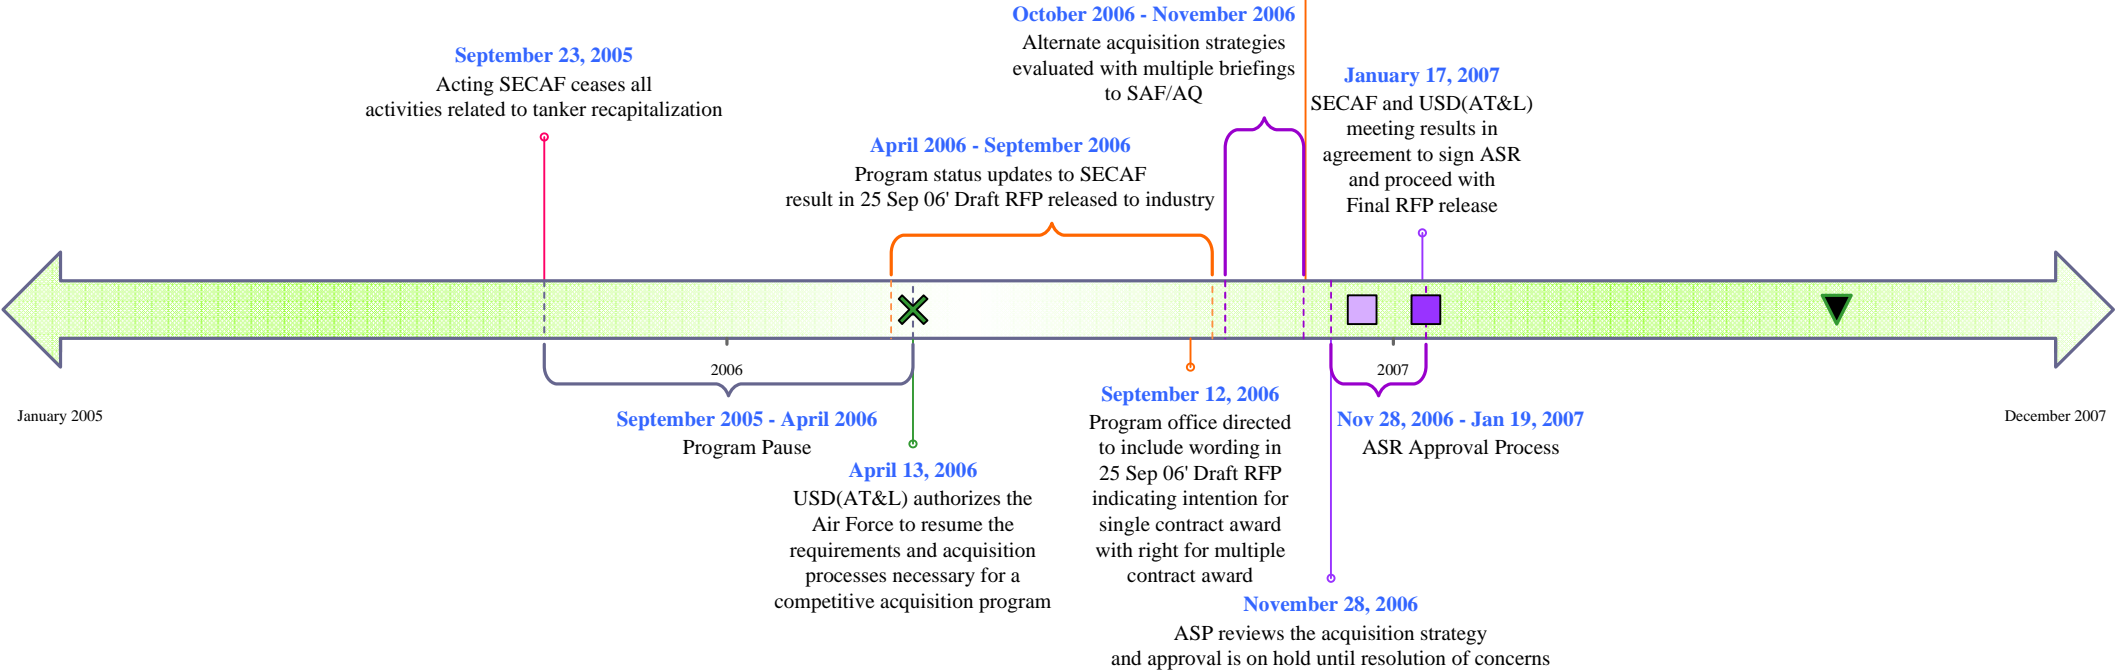 October 2006 - November 2006
Alternate acquisition strategies
evaluated with multiple briefings
to SAF/AQ
September 23, 2005
Acting SECAF ceases all
activities related to tanker recapitalization
January 17, 2007
SECAF and USD(AT&L)
meeting results in
agreement to sign ASR
and proceed with
Final RFP release
April 2006 - September 2006
Program status updates to SECAF
result in 25 Sep 06' Draft RFP released to industry
2006
2007
January 2005
December 2007
September 2005 - April 2006
Program Pause
April 13, 2006
USD(AT&L) authorizes the
Air Force to resume the
requirements and acquisition
processes necessary for a
competitive acquisition program
September 12, 2006
Program office directed
to include wording in
25 Sep 06' Draft RFP
indicating intention for
single contract award
with right for multiple
contract award
Nov 28, 2006 - Jan 19, 2007
ASR Approval Process
November 28, 2006
ASP reviews the acquisition strategy
and approval is on hold until resolution of concerns